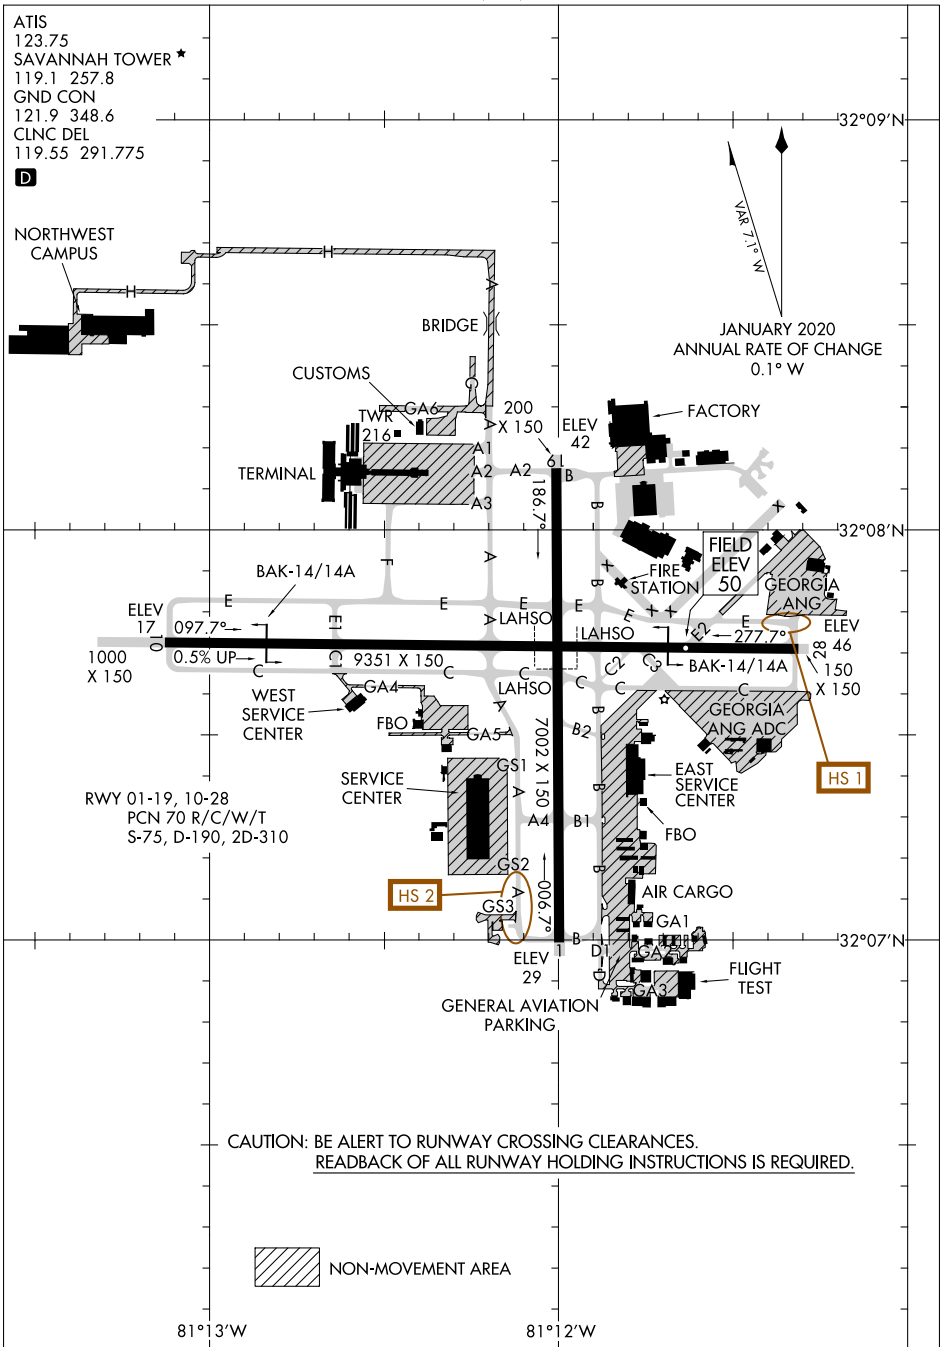 ATIS
123.75
SAVANNAH TOWER ★
119.1 257.8
GND CON
121.9 348.6
CLNC DEL
119.55 291.775
D
32°09'N
VAR 7.1° W
JANUARY 2020
ANNUAL RATE OF CHANGE
0.1° W
NORTHWEST
CAMPUS
H
H
A
BRIDGE
CUSTOMS
G
GA6
TWR
216
A
200
X 150
ELEV
42
FACTORY
TERMINAL
A1
A2
A2
A3
19
B
186.7°
B
X
32°08'N
FIELD
ELEV
50
F
A
BAK-14/14A
X
B
FIRE
STATION
X
X
GEORGIA
ANG
E
E
E
E
E
E1
A
LAHSO
LAHSO
E2
ELEV
17
10
097.7°
277.7°
ELEV
46
28
1000
X 150
0.5% UP
C
C1
9351 X 150
C
C
C2
C3
BAK-14/14A
150
X 150
WEST
SERVICE
CENTER
GA4
LAHSO
C
C
GEORGIA
ANG ADC
FBO
GA5
A
B
B2
HS 1
RWY 01-19, 10-28
PCN 70 R/C/W/T
S-75, D-190, 2D-310
SERVICE
CENTER
GS1
A
7002 X 150
B
EAST
SERVICE
CENTER
A4
B1
FBO
GS2
B
HS 2
A
GS3
006.7°
AIR CARGO
GA1
32°07'N
ELEV
29
1
B
D1
D
GA2
GA3
FLIGHT
TEST
GENERAL AVIATION
PARKING
CAUTION: BE ALERT TO RUNWAY CROSSING CLEARANCES.
READBACK OF ALL RUNWAY HOLDING INSTRUCTIONS IS REQUIRED.
NON-MOVEMENT AREA
81°13'W
81°12'W